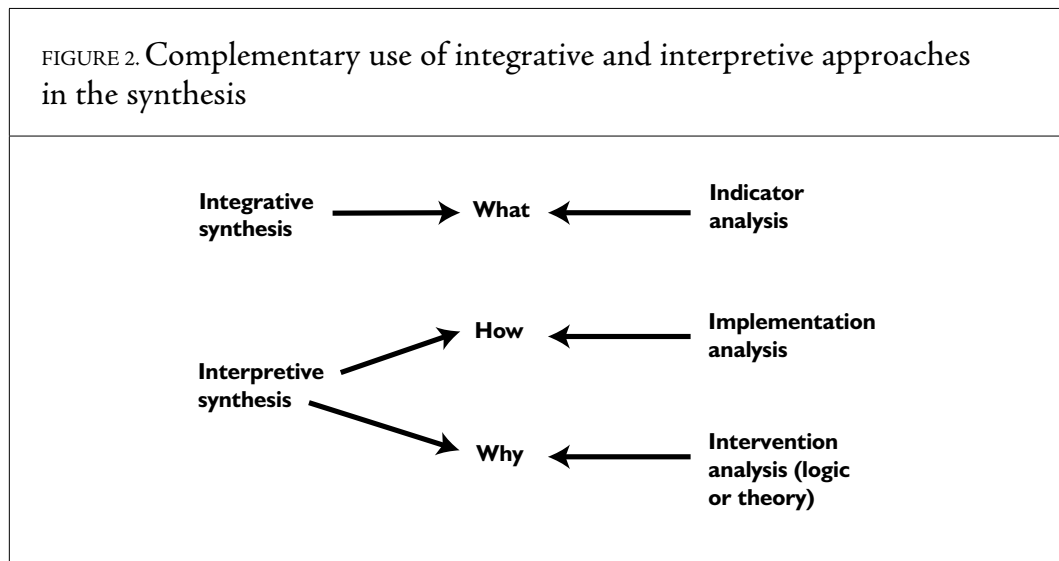 FIGURE 2. Complementary use of integrative and interpretive approaches
in the synthesis
Integrative
synthesis
What
Indicator
analysis
How
Implementation
analysis
Interpretive
synthesis
Why
Intervention
analysis (logic
or theory)